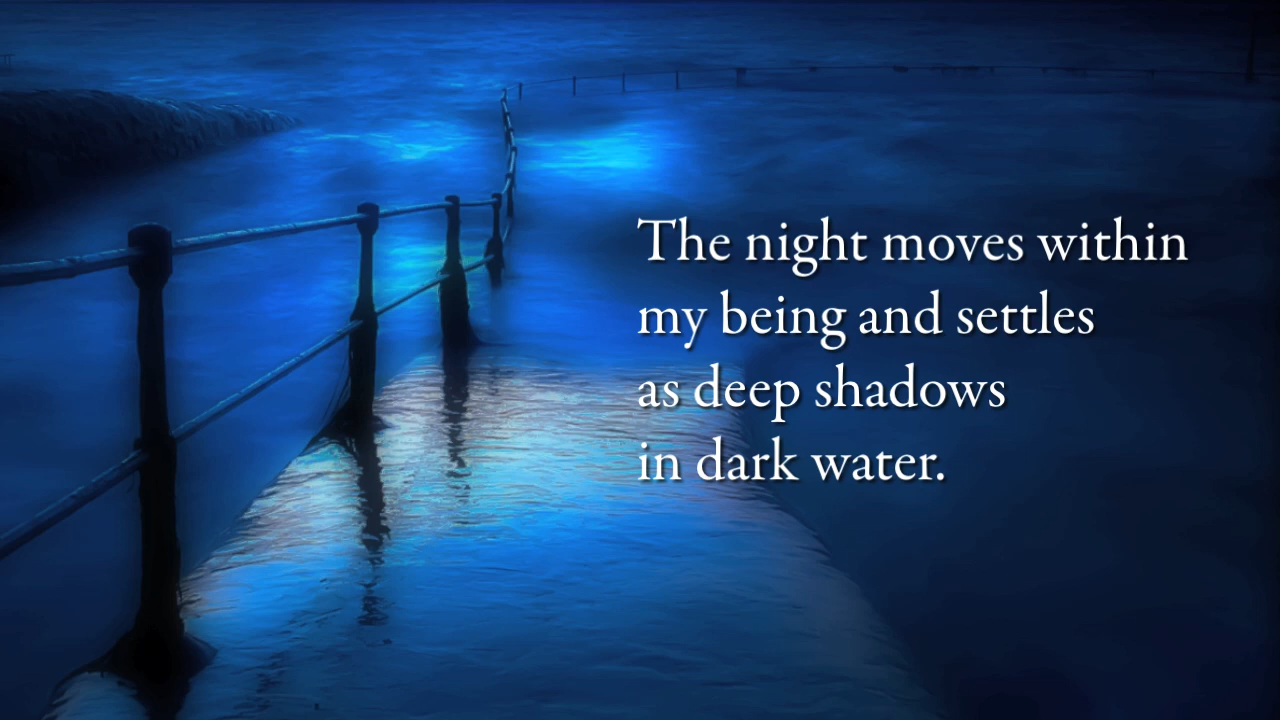 The night moves within
my being and settles
as deep shadows
in dark water.